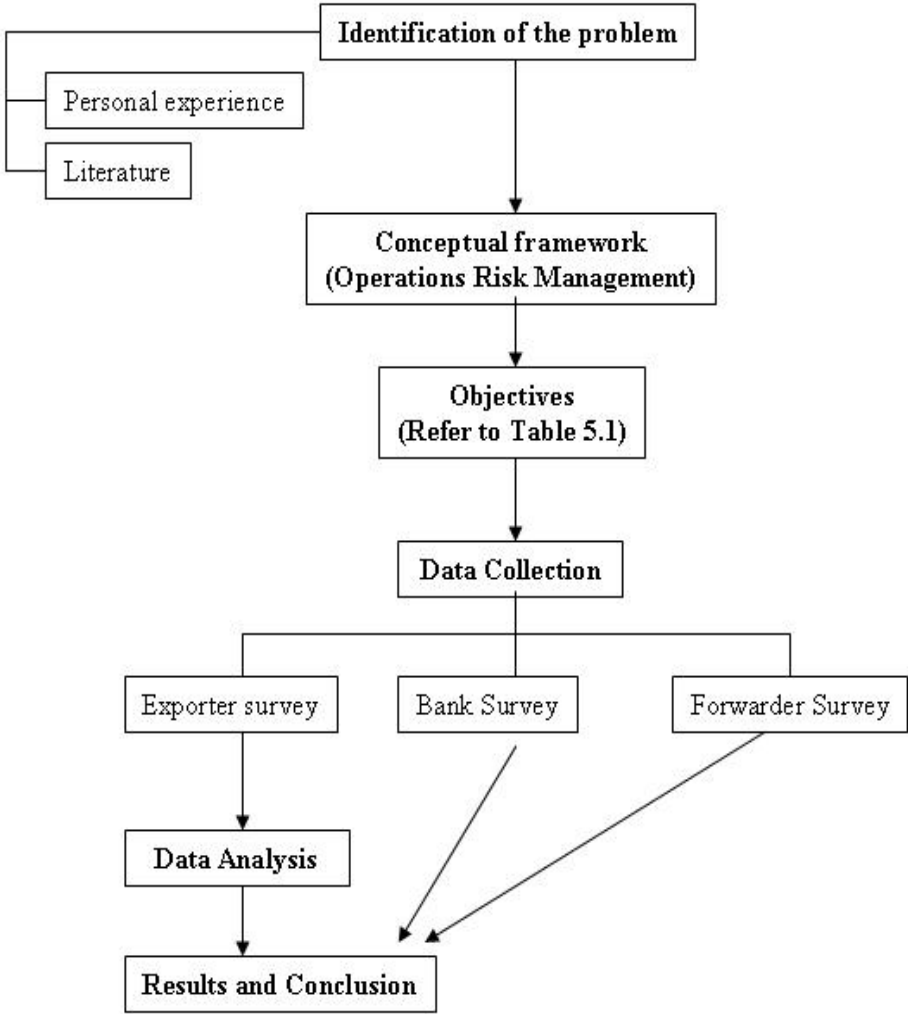 Identification of the problem
Personal experience
Literature
Conceptual framework
(Operations Risk Management)
Objectives
(Refer to Table 5.1)
Data Collection
Exporter survey
Bank Survey
Forwarder Survey
Data Analysis
Results and Conclusion